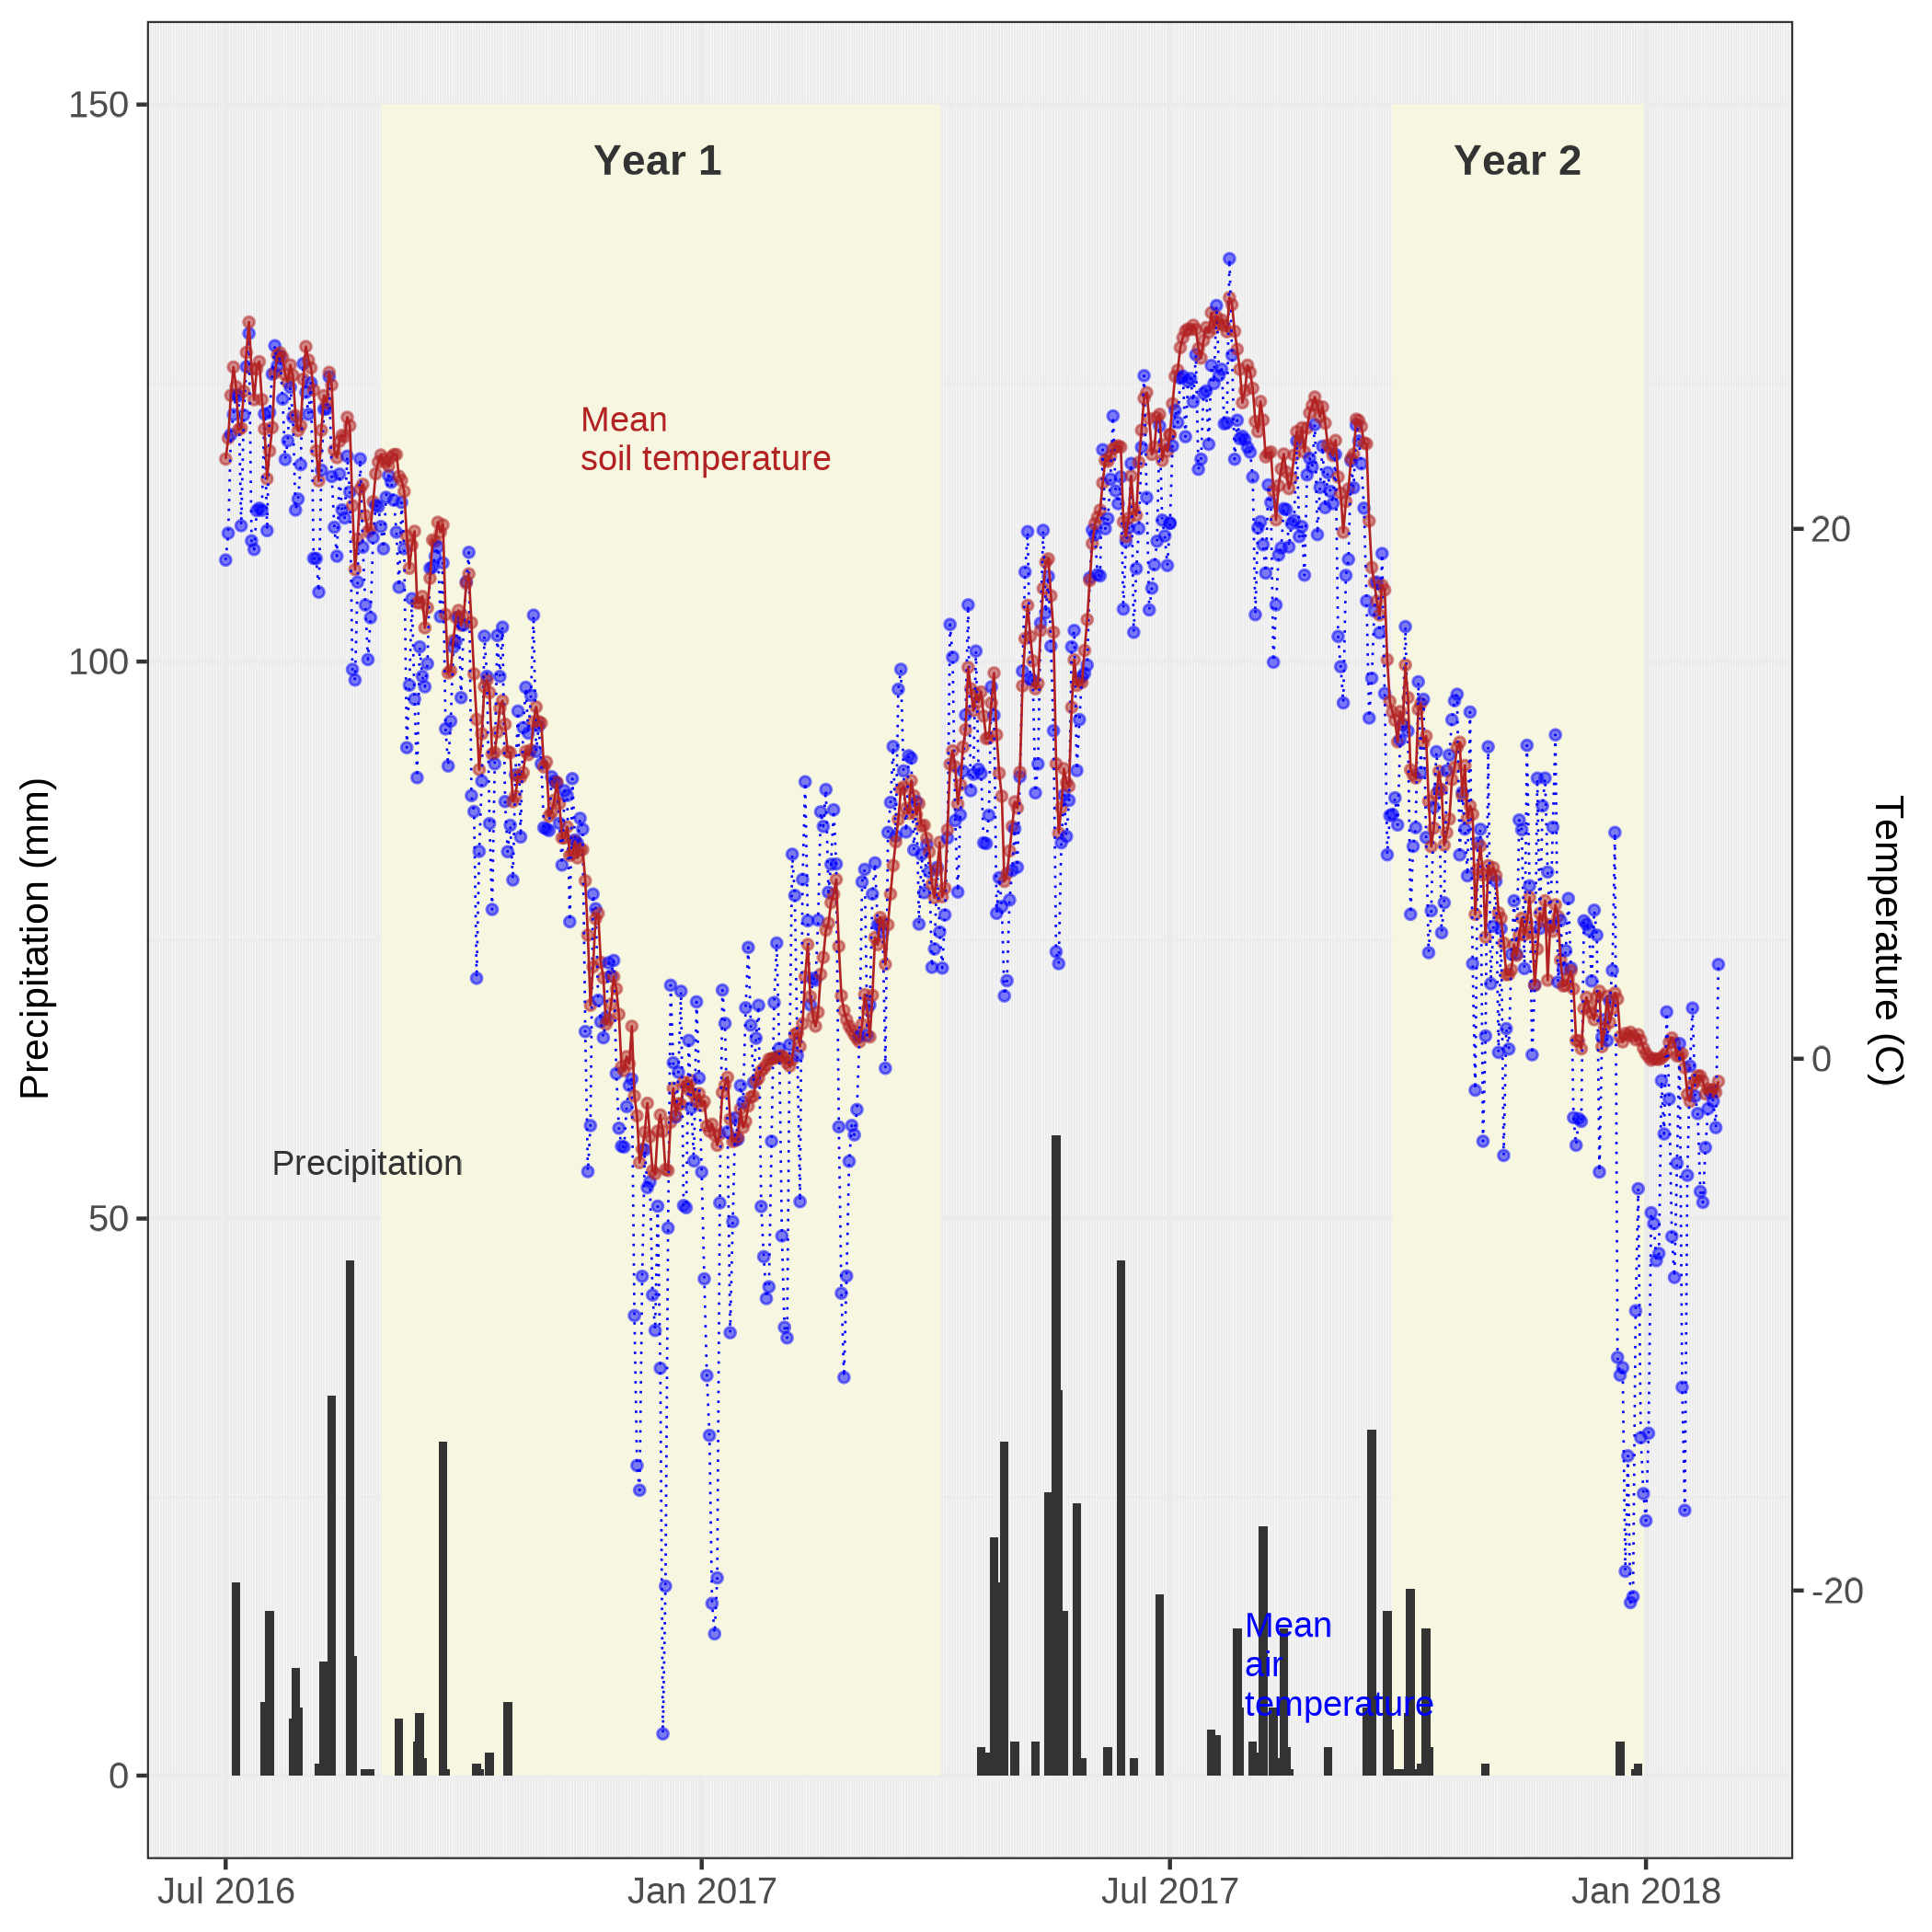 150
Year 1
Year 2
Mean
soil temperature
20
100
Precipitation (mm)
Temperature (C)
0
Precipitation
50
-20
Mean
air
temperature
0
Jul 2016
Jan 2017
Jul 2017
Jan 2018